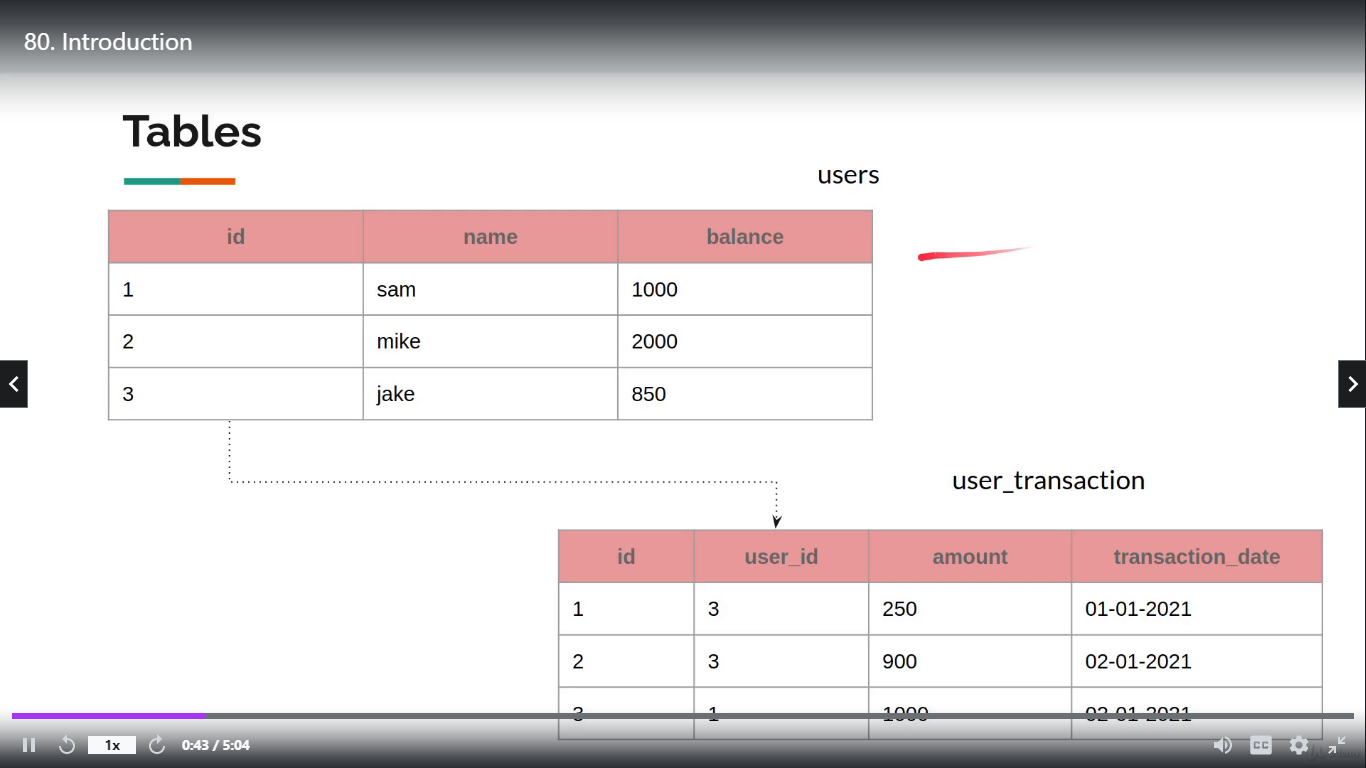 80. Introduction
Tables
users
id name balance
1 sam 1000
2 mike 2000
3 jake 850
user_transaction
id user_id amount transaction_date
1 3 250 01-01-2021
2 3 900 02-01-2021
3 1 1000 02-01-2021
1x 0:43 / 5:04 CC